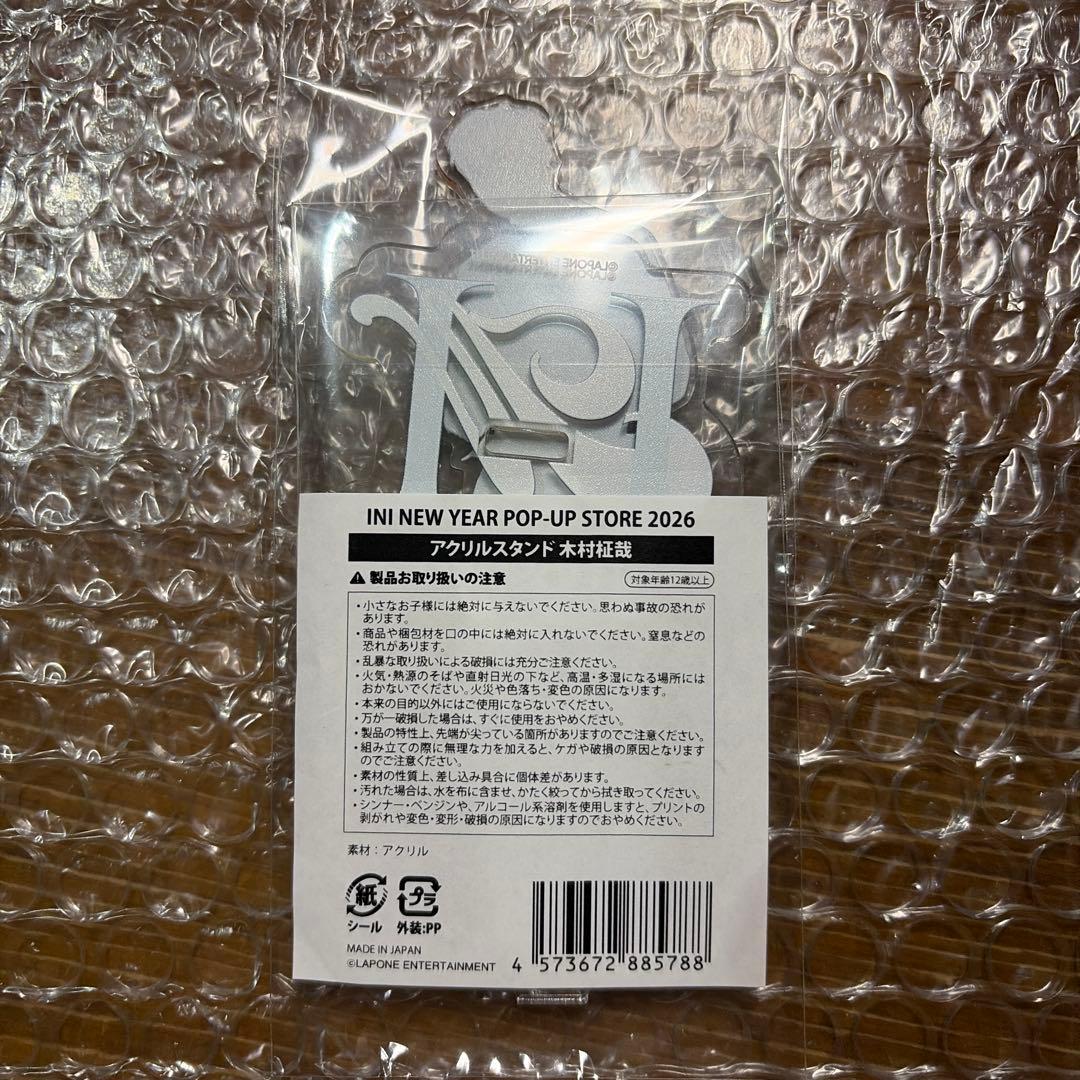 ©LAPONE ENTERTA
INI NEW YEAR POP-UP STORE 2026
アクリルスタンド 木村柾哉
製品お取り扱いの注意
対象年齢12歳以上
・小さなお子様には絶対に与えないでください。思わぬ事故の恐れが
あります。
・商品や梱包材を口の中には絶対に入れないでください。窒息などの
恐れがあります。
・乱暴な取り扱いによる破損には充分ご注意ください。
・火気・熱源のそばや直射日光の下など、高温・多湿になる場所には
おかないでください。火災や色落ち・変色の原因になります。
・本来の目的以外にはご使用にならないでください。
・万が一破損した場合は、すぐに使用をおやめください。
・製品の特性上、先端が尖っている箇所がありますのでご注意ください。
・組み立ての際に無理な力を加えると、ケガや破損の原因となります
のでご注意ください。
・素材の性質上、差し込み具合に個体差があります。
・汚れた場合は、水を布に含ませ、かたく絞ってから拭き取ってください。
・シンナー・ベンジンや、アルコール系溶剤を使用しますと、プリントの
剥がれや変色・変形・破損の原因になりますのでおやめください。
素材：アクリル
紙 プラ
シール 外装:PP
MADE IN JAPAN
©LAPONE ENTERTAINMENT
4 573672 885788